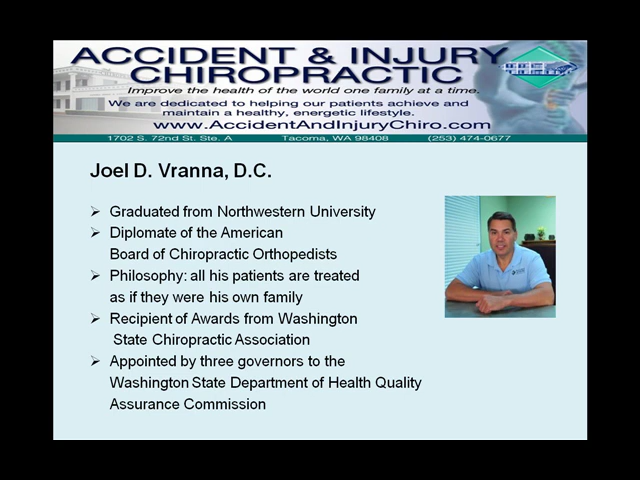 ACCIDENT & INJURY
CHIROPRACTIC
Improve the health of the world one family at a time.
We are dedicated to helping our patients achieve and
maintain a healthy, energetic lifestyle.
www.AccidentAndInjuryChiro.com
1702 S. 72nd St. Ste. A Tacoma, WA 98408 (253) 474-0677
Joel D. Vranna, D.C.
➢ Graduated from Northwestern University
➢ Diplomate of the American
Board of Chiropractic Orthopedists
➢ Philosophy: all his patients are treated
as if they were his own family
➢ Recipient of Awards from Washington
State Chiropractic Association
➢ Appointed by three governors to the
Washington State Department of Health Quality
Assurance Commission